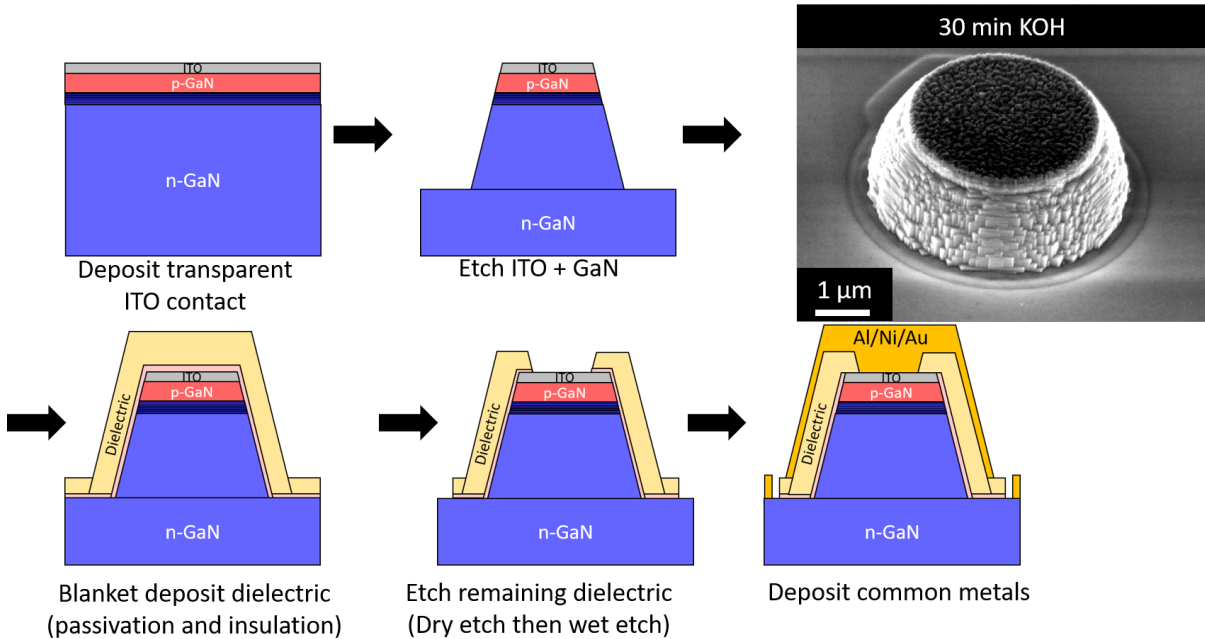 ITO
p-GaN
n-GaN
Deposit transparent
ITO contact
ITO
p-GaN
n-GaN
Etch ITO + GaN
30 min KOH
1 μm
ITO
p-GaN
Dielectric
n-GaN
Blanket deposit dielectric
(passivation and insulation)
ITO
p-GaN
Dielectric
n-GaN
Etch remaining dielectric
(Dry etch then wet etch)
Al/Ni/Au
ITO
p-GaN
Dielectric
n-GaN
Deposit common metals